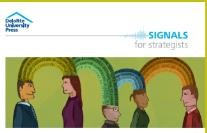 Deloitte
University
Press
SIGNALS
for strategists